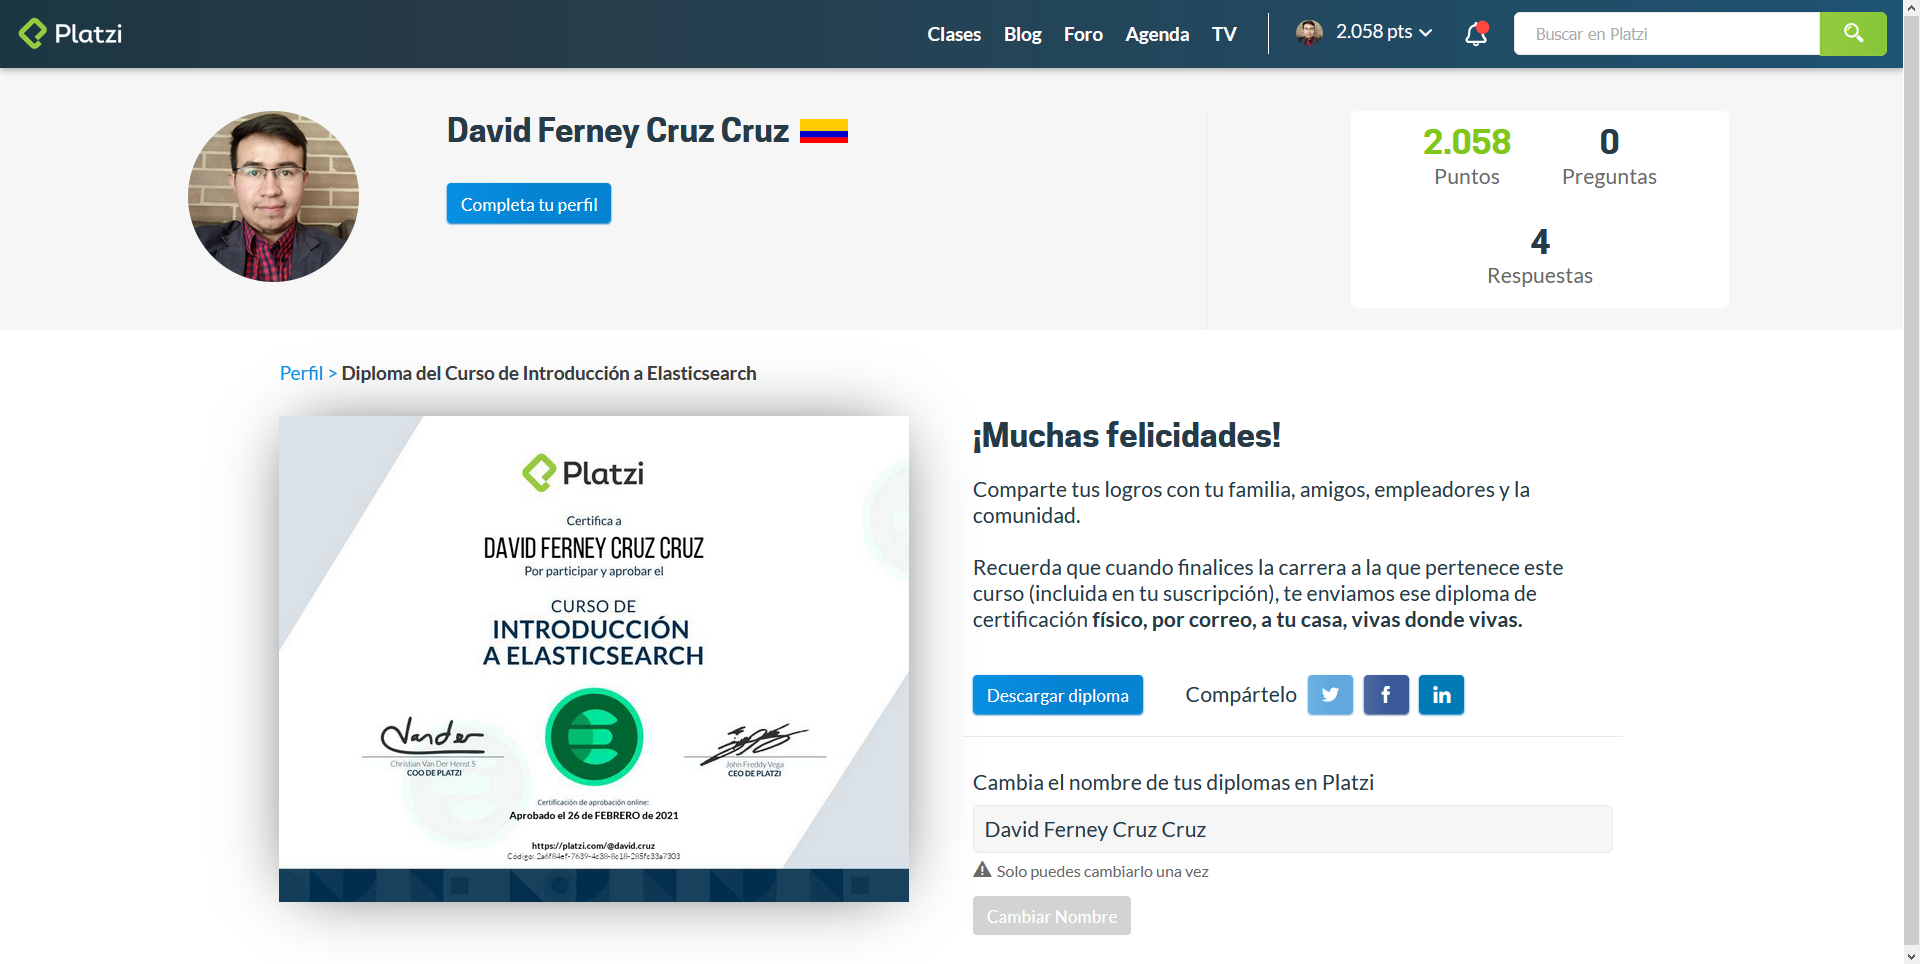 Platzi
Clases
Blog
Foro
Agenda
TV
2.058 pts
Buscar en Platzi
David Ferney Cruz Cruz
Completa tu perfil
2.058
Puntos
0
Preguntas
4
Respuestas
Perfil > Diploma del Curso de Introducción a Elasticsearch
Platzi
Certifica a
DAVID FERNEY CRUZ CRUZ
Por participar y aprobar el
CURSO DE
INTRODUCCIÓN
A ELASTICSEARCH
Christian Van Der Henst S
COO DE PLATZI
John Freddy Vega
CEO DE PLATZI
Certificación de aprobación online:
Aprobado el 26 de FEBRERO de 2021
https://platzi.com/@david.cruz
Código: 2a6f84ef-7639-4c38-8c18-285fc33a7303
¡Muchas felicidades!
Comparte tus logros con tu familia, amigos, empleadores y la
comunidad.
Recuerda que cuando finalices la carrera a la que pertenece este
curso (incluida en tu suscripción), te enviamos ese diploma de
certificación físico, por correo, a tu casa, vivas donde vivas.
Descargar diploma
Compártelo
Cambia el nombre de tus diplomas en Platzi
David Ferney Cruz Cruz
Solo puedes cambiarlo una vez
Cambiar Nombre